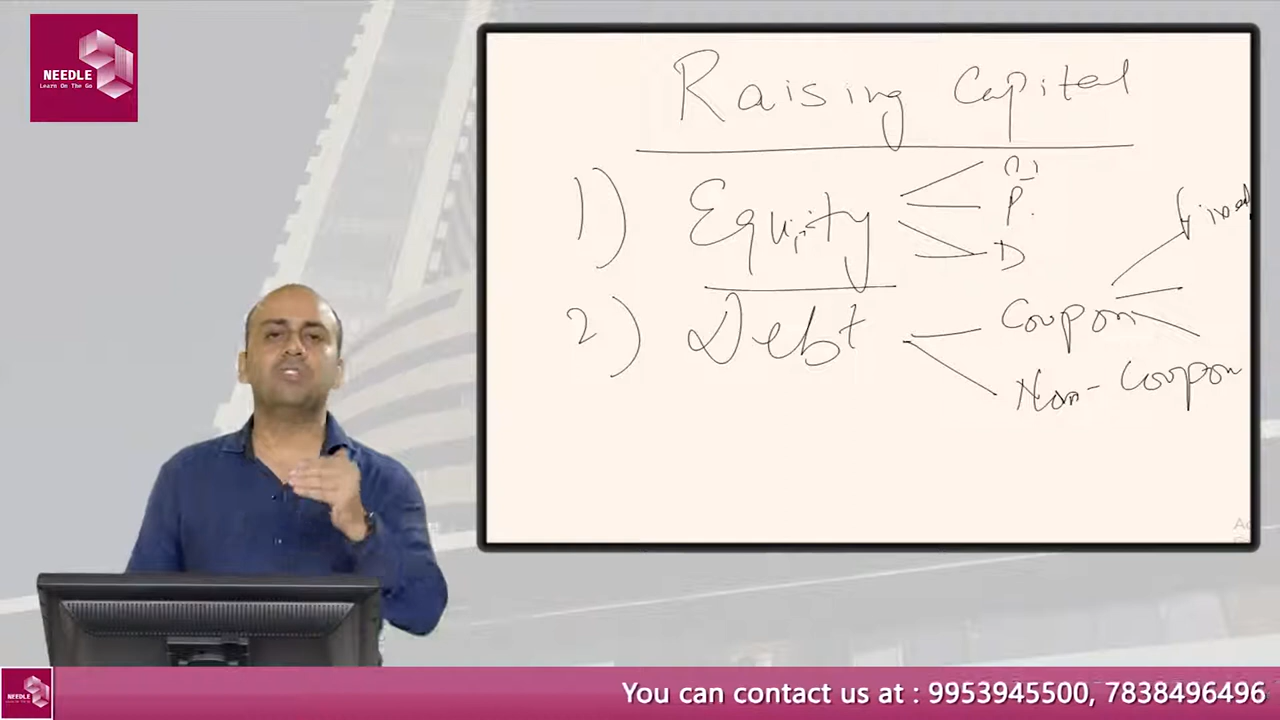 NEEDLE
Learn On The Go
Raising Capital
1) Equity
P.
D
fixed
2) Debt
Coupon
Non-Coupon
NEEDLE
You can contact us at : 9953945500, 7838496496